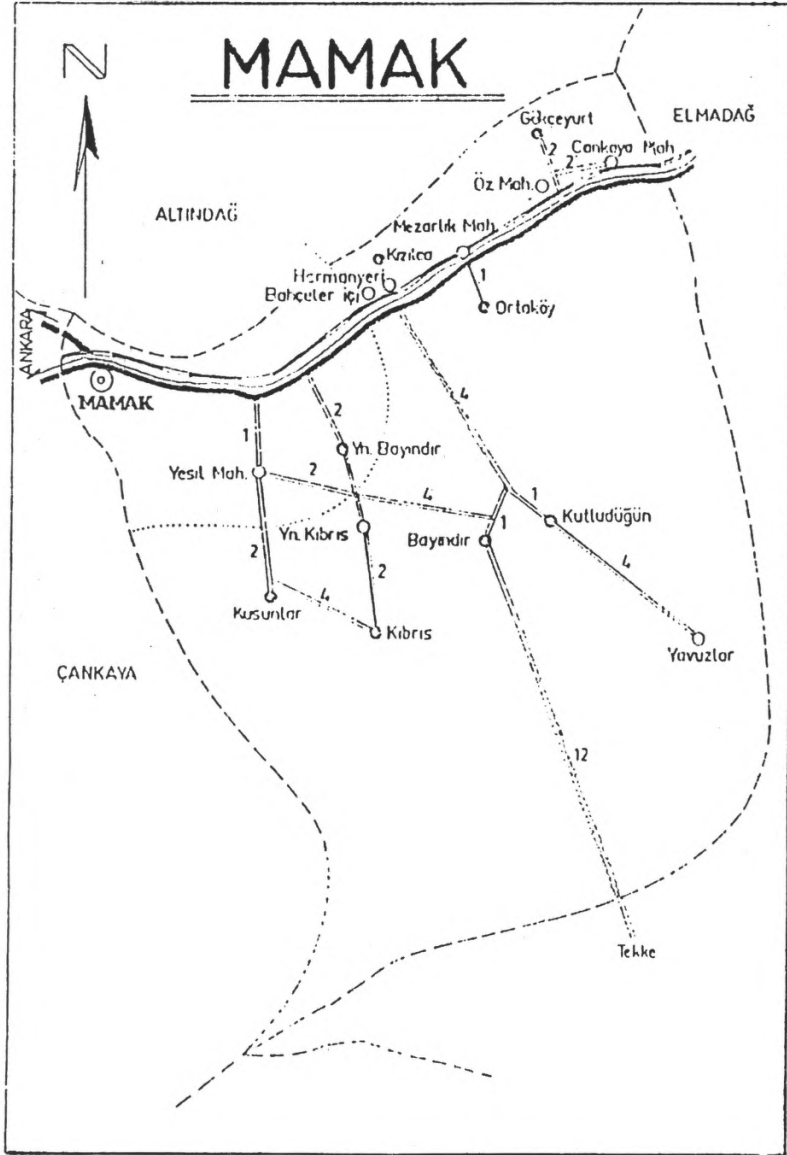 MAMAK
N
ELMADAĞ
Gökçeyurt
2
Çankaya Mah.
2
Öz Mah.
ALTINDAĞ
Mezarlık Mah.
Kızılca
Harmanyeri
Bahçeler içi
1
Ortaköy
ANKARA
MAMAK
4
1
2
Yn. Bayındır
Yeşil Mah.
2
4
1
1
Kutludüğün
Yn. Kıbrıs
Bayındır
2
2
4
4
Kusunlar
Kıbrıs
Yavuzlar
ÇANKAYA
12
Tekke